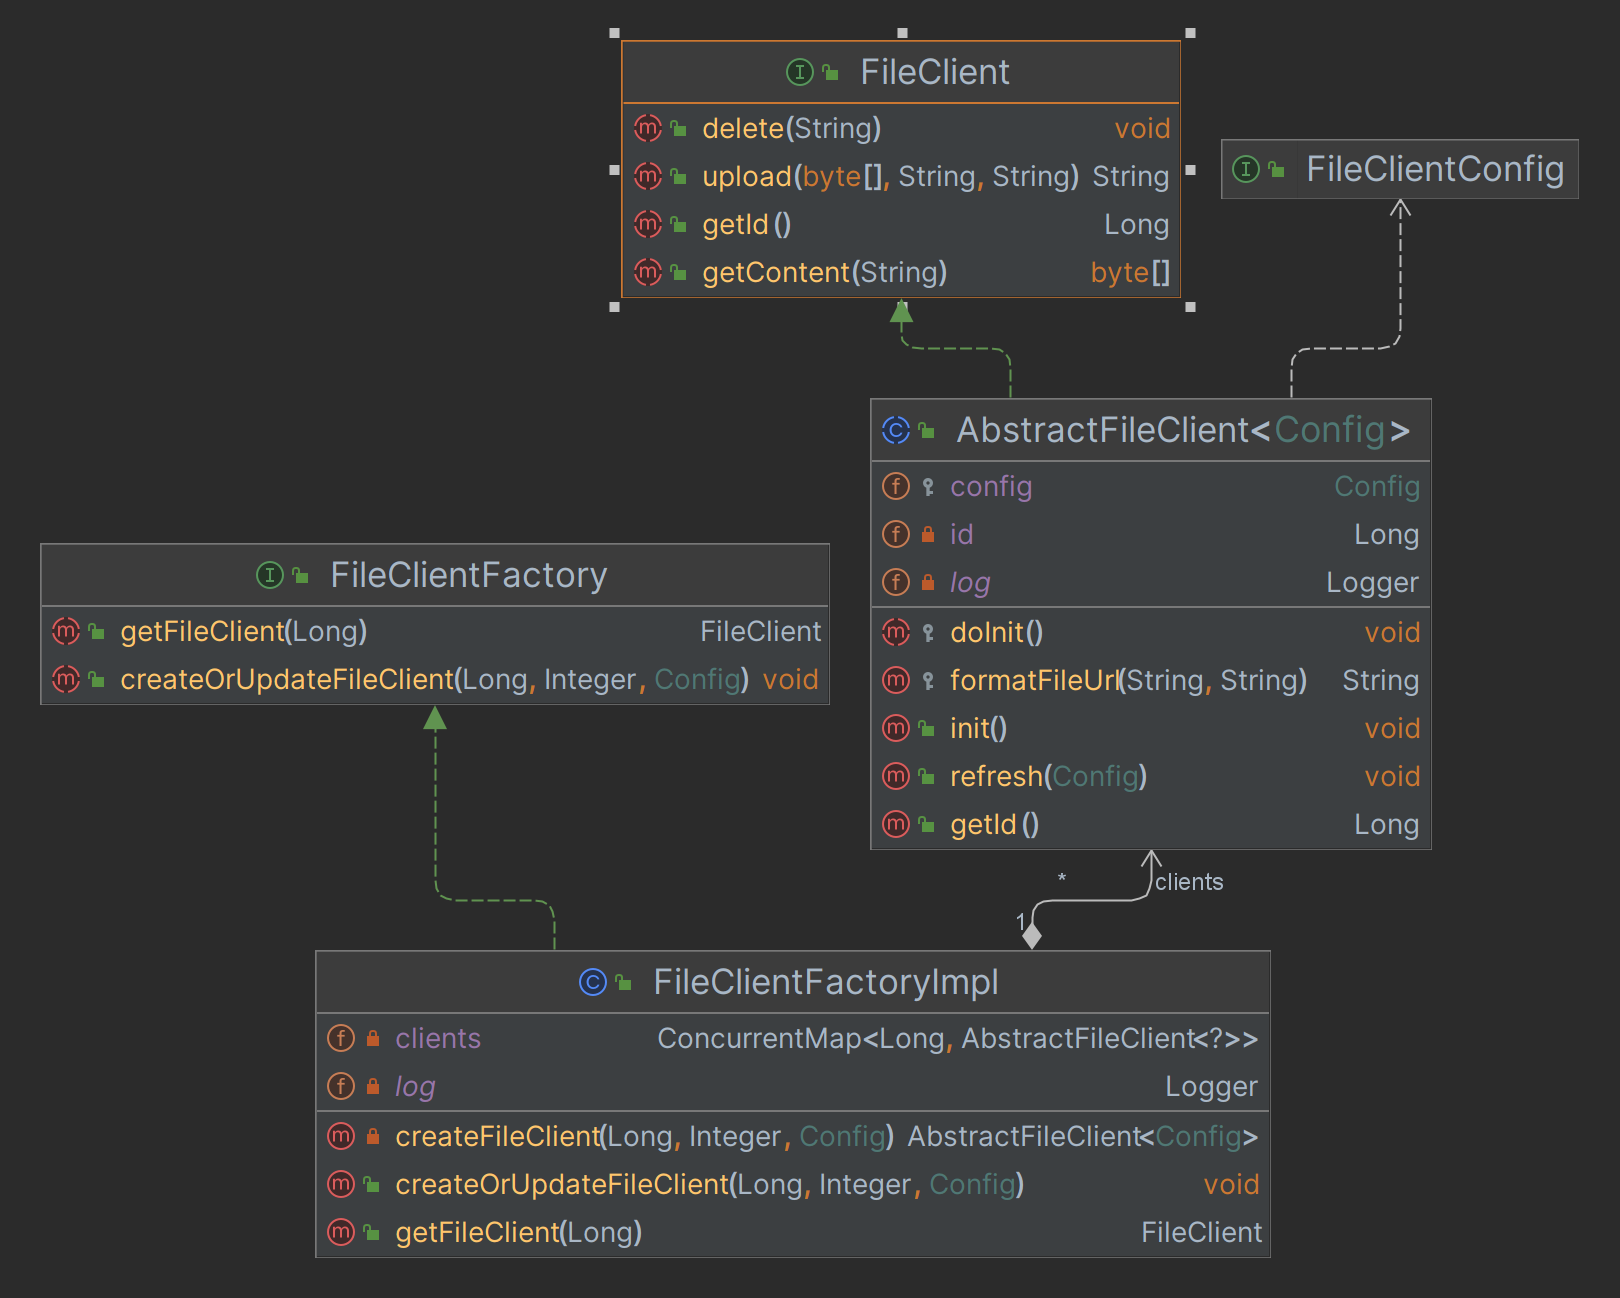 FileClient
delete(String) void
upload(byte[], String, String) String
getId() Long
getContent(String) byte[]
FileClientConfig
AbstractFileClient<Config>
config Config
id Long
log Logger
doInit() void
formatFileUrl(String, String) String
init() void
refresh(Config) void
getId() Long
FileClientFactory
getFileClient(Long) FileClient
createOrUpdateFileClient(Long, Integer, Config) void
* clients
1
FileClientFactoryImpl
clients ConcurrentMap<Long, AbstractFileClient<?>>
log Logger
createFileClient(Long, Integer, Config) AbstractFileClient<Config>
createOrUpdateFileClient(Long, Integer, Config) void
getFileClient(Long) FileClient